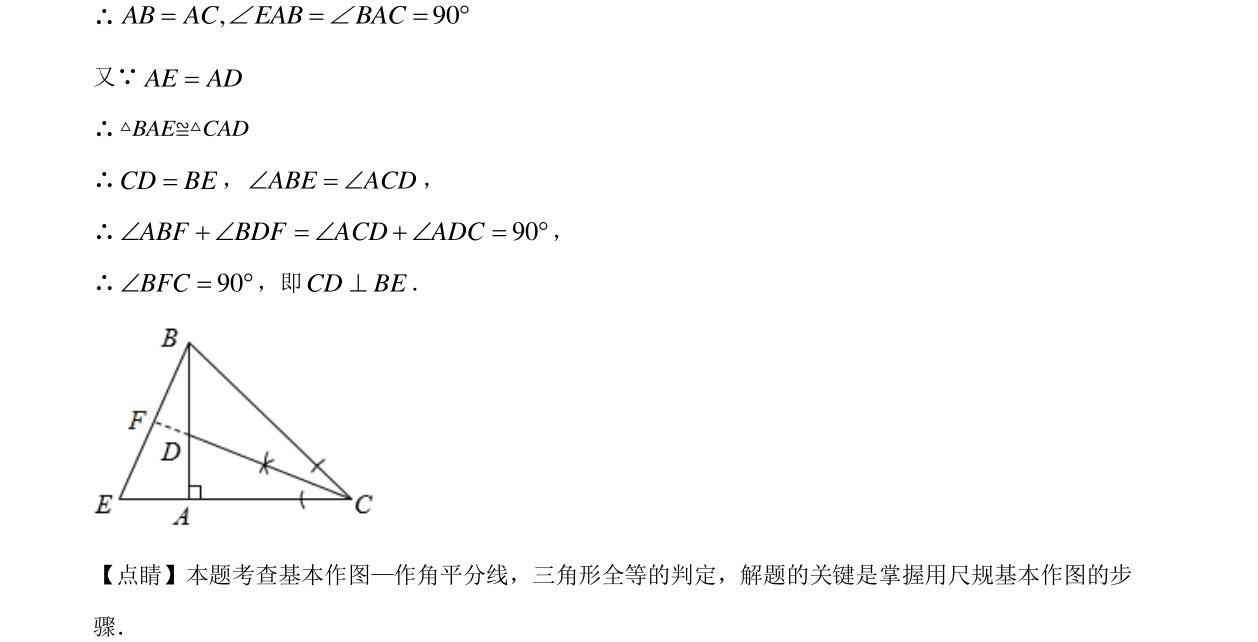 ∴ AB = AC,∠EAB = ∠BAC = 90°
又∵ AE = AD
∴ △BAE≌△CAD
∴ CD = BE，∠ABE = ∠ACD，
∴ ∠ABF + ∠BDF = ∠ACD + ∠ADC = 90°，
∴ ∠BFC = 90°，即 CD ⊥ BE．
B
F
D
E
A
C
【点睛】本题考查基本作图—作角平分线，三角形全等的判定，解题的关键是掌握用尺规基本作图的步
骤．